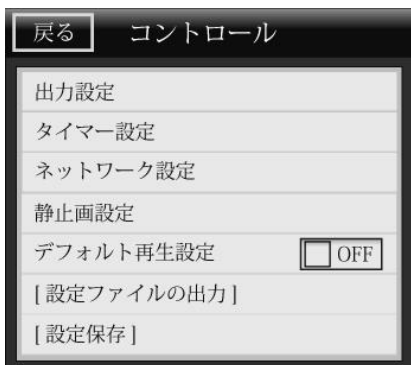 戻る コントロール
出力設定
タイマー設定
ネットワーク設定
静止画設定
デフォルト再生設定 OFF
[ 設定ファイルの出力 ]
[ 設定保存 ]